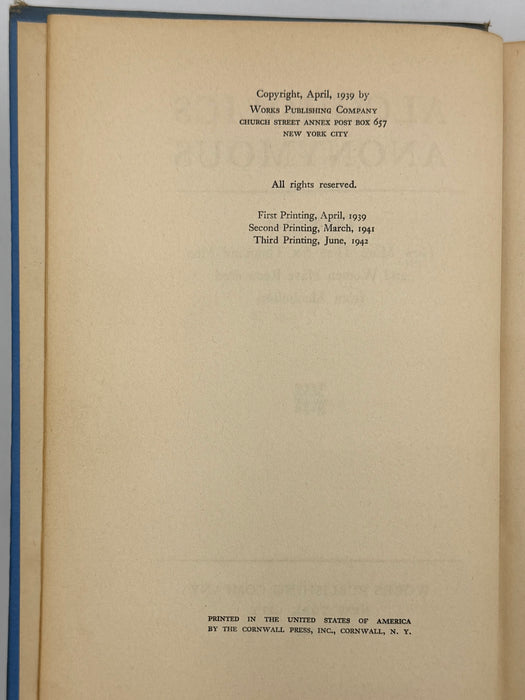 Copyright, April, 1939 by
WORKS PUBLISHING COMPANY
CHURCH STREET ANNEX POST BOX 657
NEW YORK CITY
All rights reserved.
First Printing, April, 1939
Second Printing, March, 1941
Third Printing, June, 1942
PRINTED IN THE UNITED STATES OF AMERICA
BY THE CORNWALL PRESS, INC., CORNWALL, N. Y.